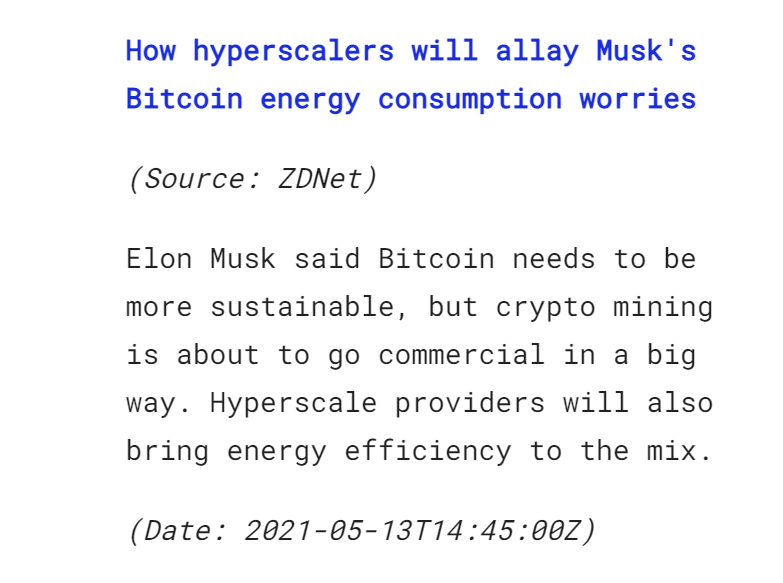 How hyperscalers will allay Musk's
Bitcoin energy consumption worries
(Source: ZDNet)
Elon Musk said Bitcoin needs to be
more sustainable, but crypto mining
is about to go commercial in a big
way. Hyperscale providers will also
bring energy efficiency to the mix.
(Date: 2021-05-13T14:45:00Z)